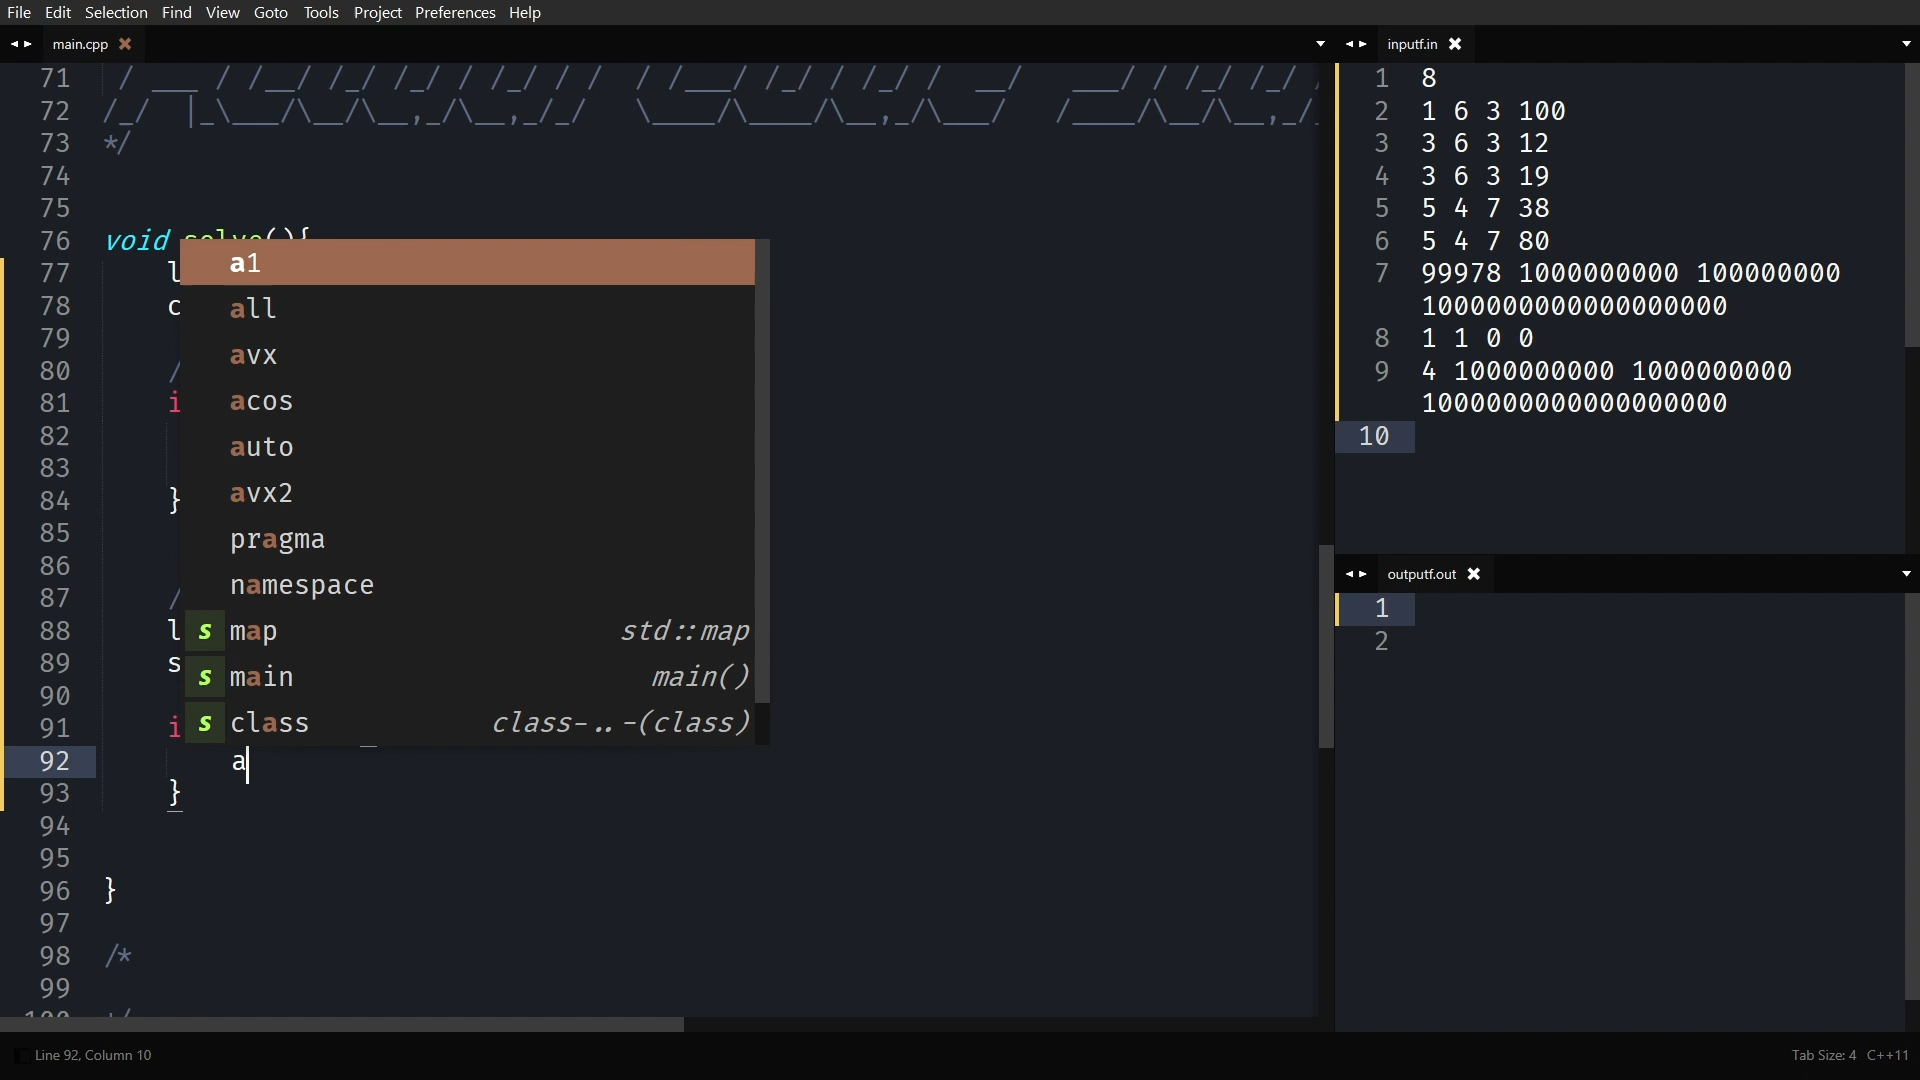 File Edit Selection Find View Goto Tools Project Preferences Help
main.cpp
71
72
73 */
74
75
76 void solve(){
77 l
78 c
79
80 /
81 i
82
83
84 }
85
86
87 /
88 l
89 s
90
91 i
92 a
93 }
94
95
96 }
97
98 /*
99
100 */
a1
all
avx
acos
auto
avx2
pragma
namespace
s map std::map
s main main()
s class class-..-(class)
inputf.in
1 8
2 1 6 3 100
3 3 6 3 12
4 3 6 3 19
5 5 4 7 38
6 5 4 7 80
7 99978 1000000000 100000000
1000000000000000000
8 1 1 0 0
9 4 1000000000 1000000000
1000000000000000000
10
outputf.out
1
2
Line 92, Column 10
Tab Size: 4 C++11